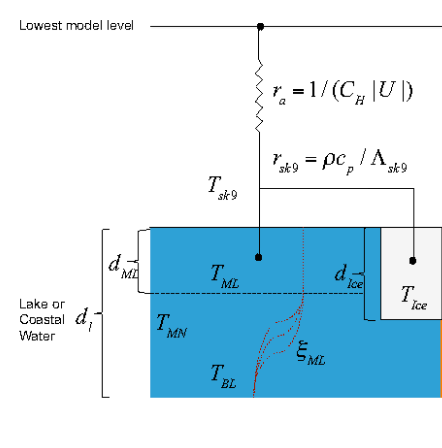 Lowest model level
r_a = 1/(C_H |U|)
r_sk9 = ρc_p / Λ_sk9
T_sk9
d_ML
T_ML
d_Ice
T_Ice
Lake or
Coastal
Water
d_l
T_MN
ξ_ML
T_BL